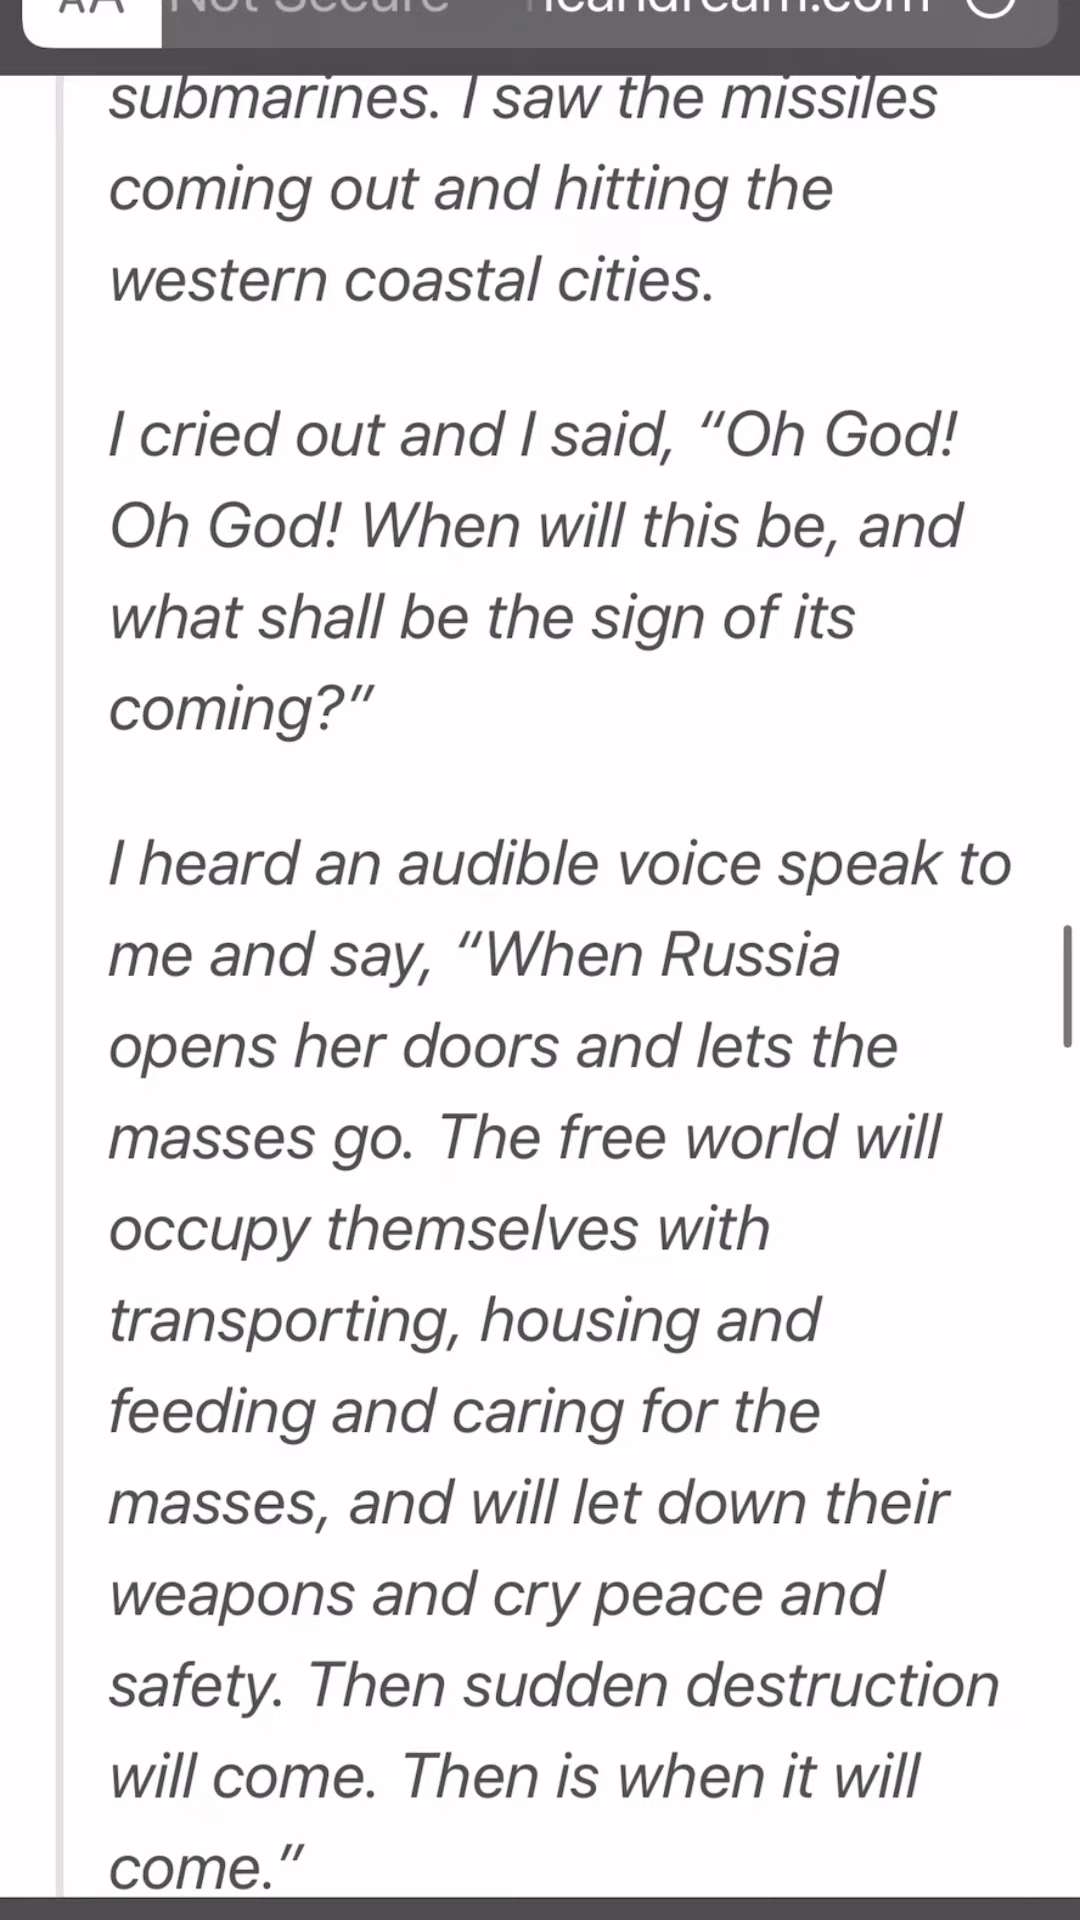 submarines. I saw the missiles
coming out and hitting the
western coastal cities.
I cried out and I said, “Oh God!
Oh God! When will this be, and
what shall be the sign of its
coming?”
I heard an audible voice speak to
me and say, “When Russia
opens her doors and lets the
masses go. The free world will
occupy themselves with
transporting, housing and
feeding and caring for the
masses, and will let down their
weapons and cry peace and
safety. Then sudden destruction
will come. Then is when it will
come.”